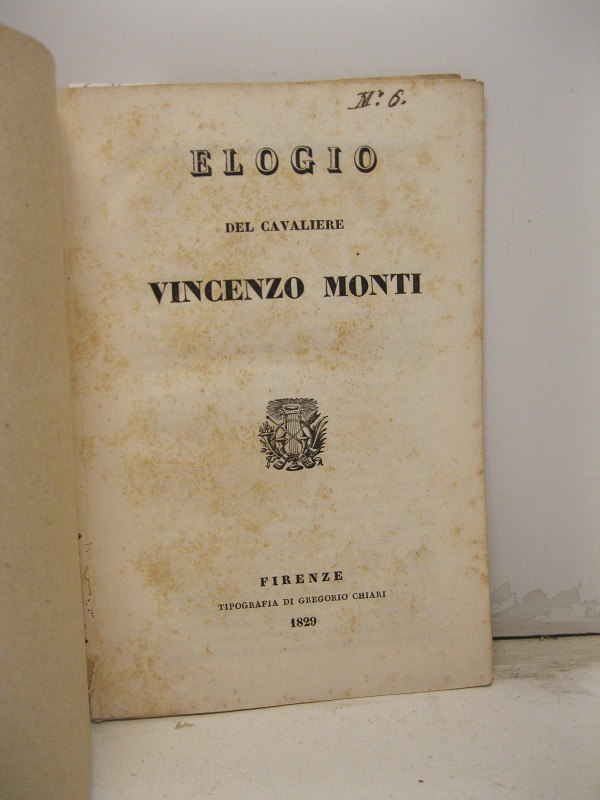 N.º 6.
ELOGIO
DEL CAVALIERE
VINCENZO MONTI
FIRENZE
TIPOGRAFIA DI GREGORIO CHIARI
1829